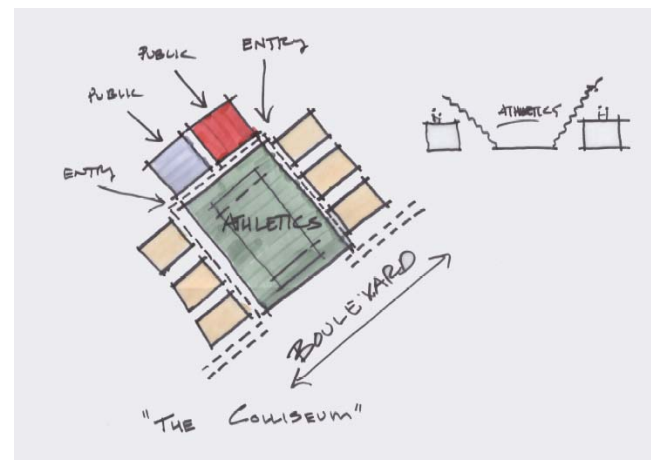 PUBLIC
ENTRY
PUBLIC
ENTRY
ATHLETICS
ATHLETICS
BOULEVARD
"THE COLLISEUM"